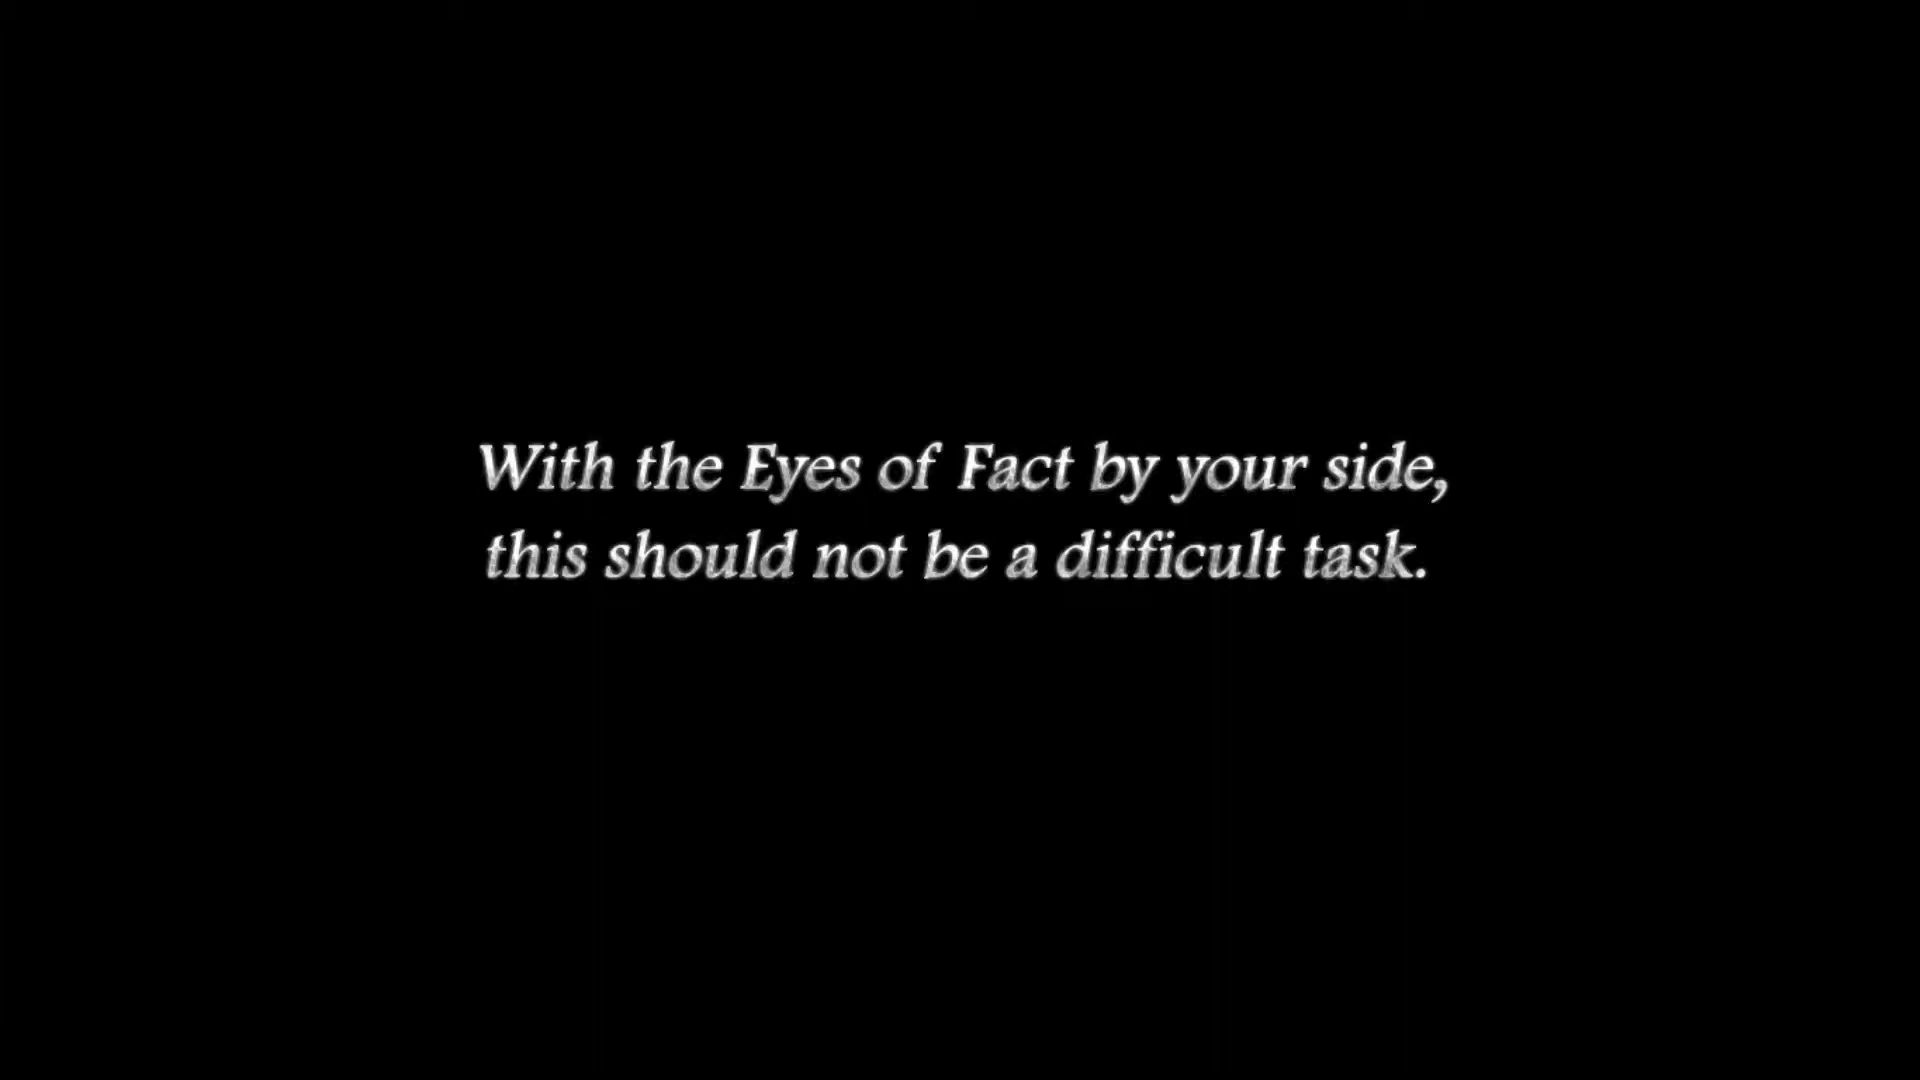 With the Eyes of Fact by your side,
this should not be a difficult task.